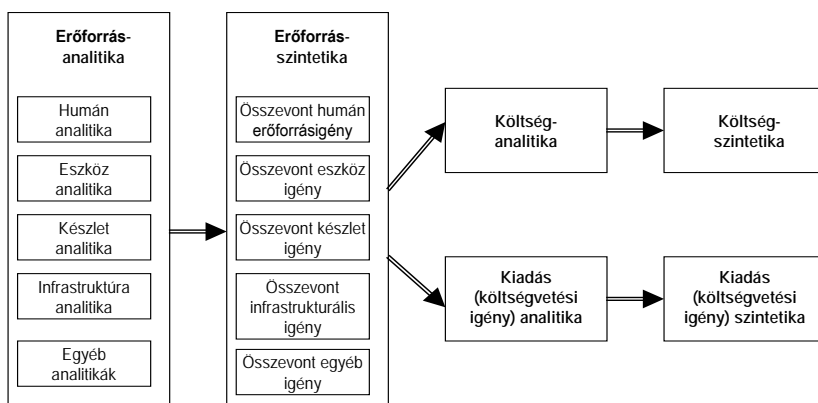 Erőforrás-
analitika
Humán
analitika
Eszköz
analitika
Készlet
analitika
Infrastruktúra
analitika
Egyéb
analitikák
Erőforrás-
szintetika
Összevont humán
erőforrásigény
Összevont eszköz
igény
Összevont készlet
igény
Összevont
infrastrukturális
igény
Összevont egyéb
igény
Költség-
analitika
Költség-
szintetika
Kiadás
(költségvetési
igény) analitika
Kiadás
(költségvetési
igény) szintetika